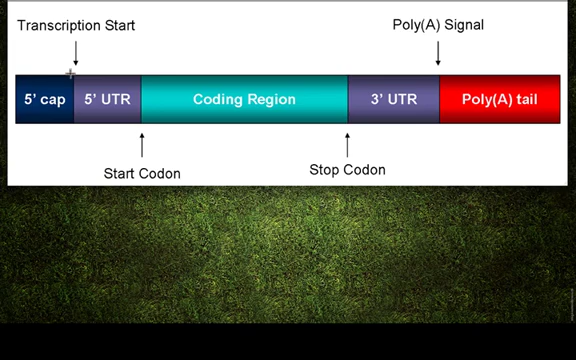 Transcription Start
Poly(A) Signal
5' cap
5' UTR
Coding Region
3' UTR
Poly(A) tail
Start Codon
Stop Codon